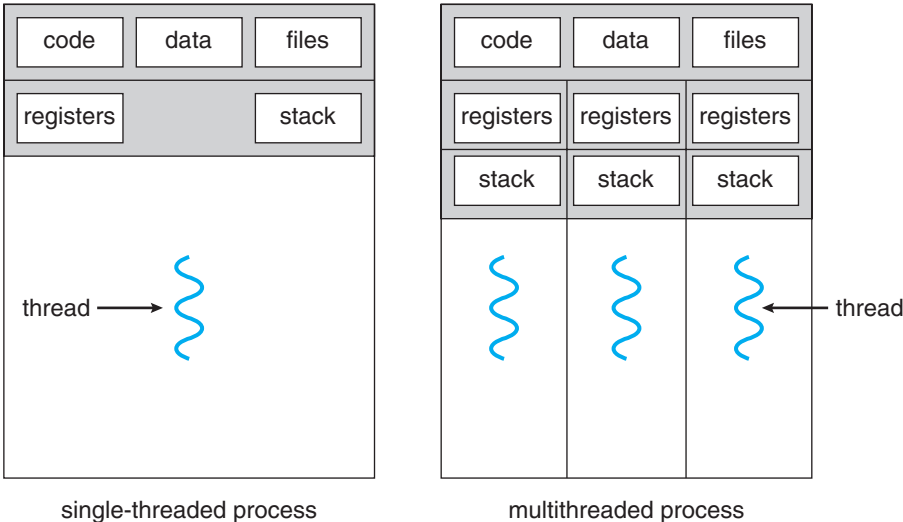 code data files
registers stack
thread
single-threaded process
code data files
registers registers registers
stack stack stack
thread
multithreaded process